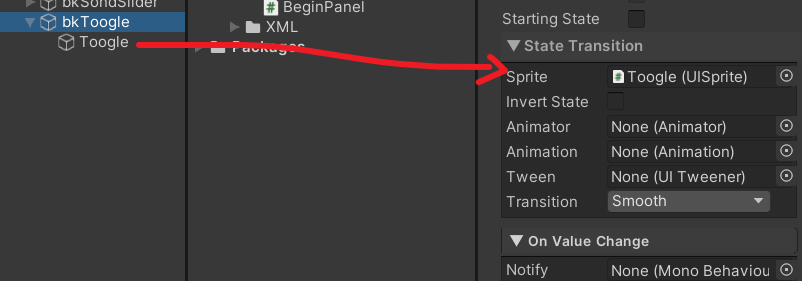 bkSondSlider
bkToogle
Toogle
BeginPanel
XML
Packages
Starting State
State Transition
Sprite
Toogle (UISprite)
Invert State
Animator
None (Animator)
Animation
None (Animation)
Tween
None (UI Tweener)
Transition
Smooth
On Value Change
Notify
None (Mono Behaviou